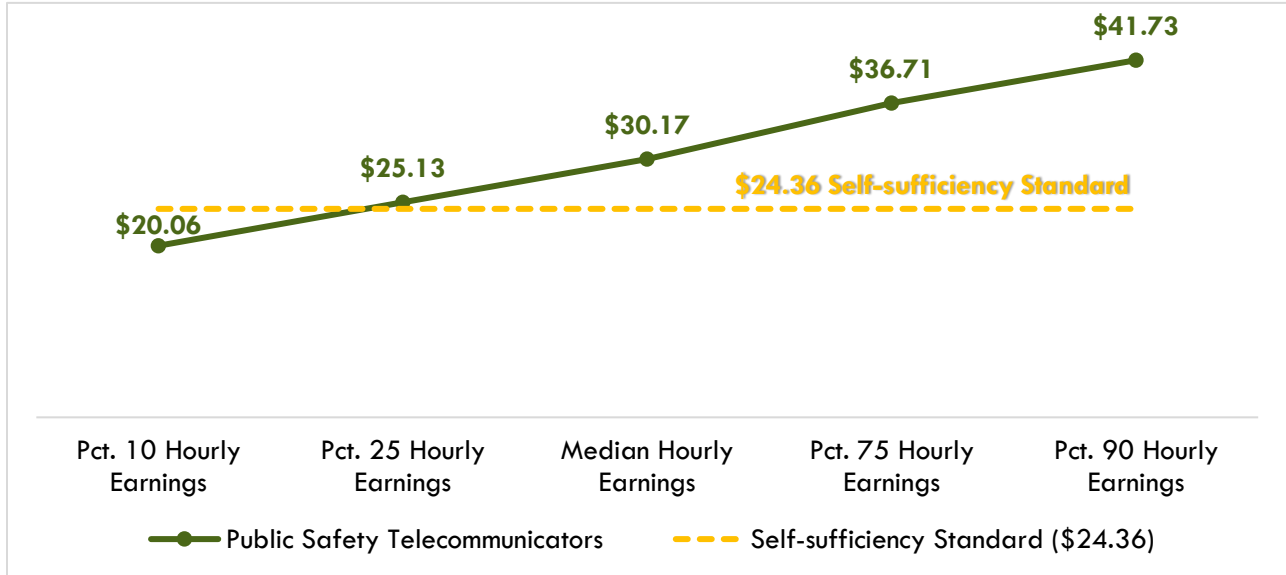 $41.73
$36.71
$30.17
$25.13
$24.36 Self-sufficiency Standard
$20.06
Pct. 10 Hourly Earnings
Pct. 25 Hourly Earnings
Median Hourly Earnings
Pct. 75 Hourly Earnings
Pct. 90 Hourly Earnings
Public Safety Telecommunicators
Self-sufficiency Standard ($24.36)